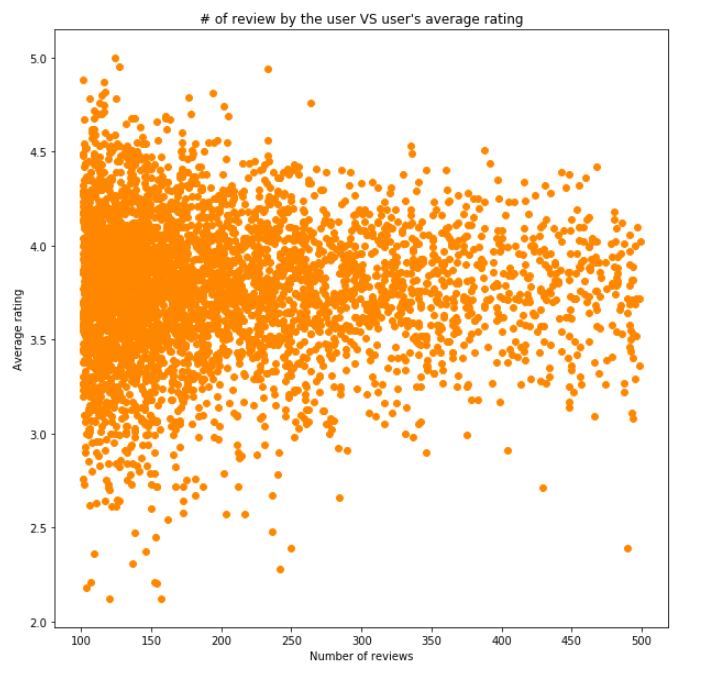 # of review by the user VS user's average rating
5.0
4.5
4.0
3.5
3.0
2.5
2.0
Average rating
100 150 200 250 300 350 400 450 500
Number of reviews